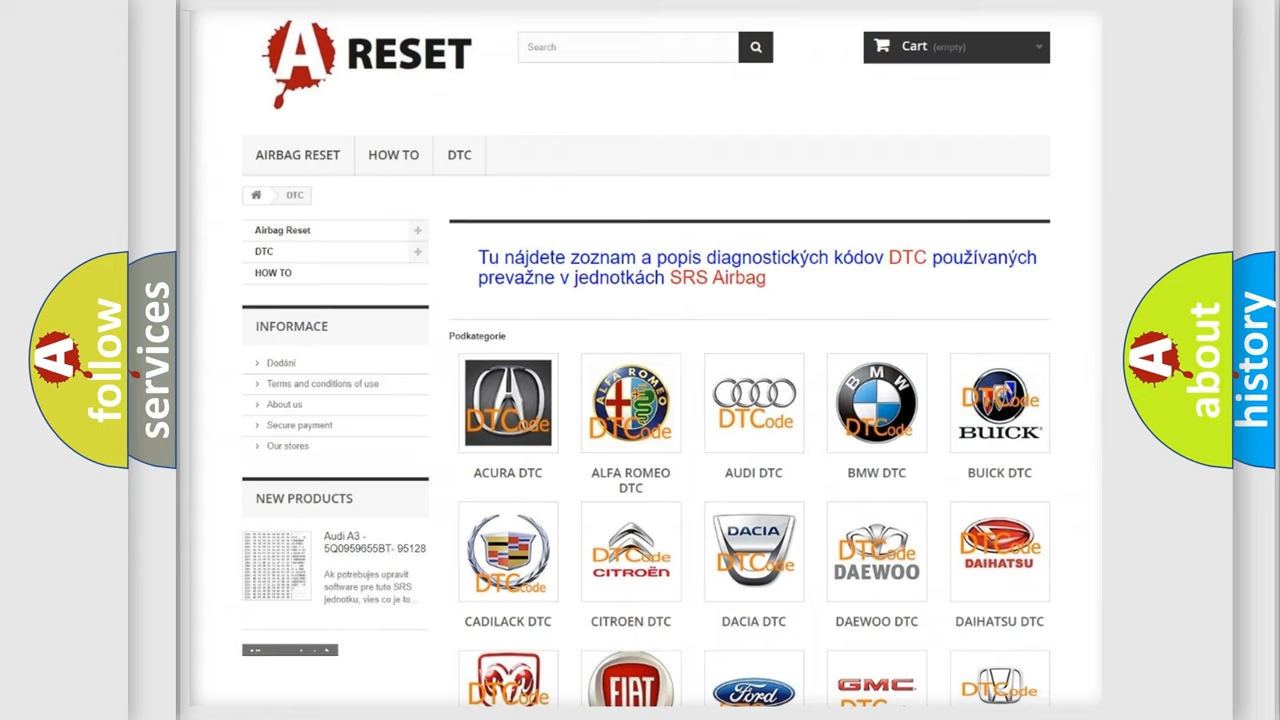 A RESET
Search
Cart (empty)
AIRBAG RESET
HOW TO
DTC
DTC
Airbag Reset
DTC
HOW TO
INFORMACE
Dodání
Terms and conditions of use
About us
Secure payment
Our stores
NEW PRODUCTS
Audi A3 -
5Q0959655BT- 95128
Ak potrebujes upravit
software pre tuto SRS
jednotku, vies co je to...
Tu nájdete zoznam a popis diagnostických kódov DTC používaných
prevažne v jednotkách SRS Airbag
Podkategorie
DTCode
ALFA ROMEO
DTCode
DTCode
BMW
DTCode
DTCode
BUICK
ACURA DTC
ALFA ROMEO
DTC
AUDI DTC
BMW DTC
BUICK DTC
DTCode
DTCode
CITROËN
DACIA
DTCode
DTCode
DAEWOO
DTCode
DAIHATSU
CADILACK DTC
CITROEN DTC
DACIA DTC
DAEWOO DTC
DAIHATSU DTC
DTCode
FIAT
Ford
GMC
DTCode
A follow
services
A about
history